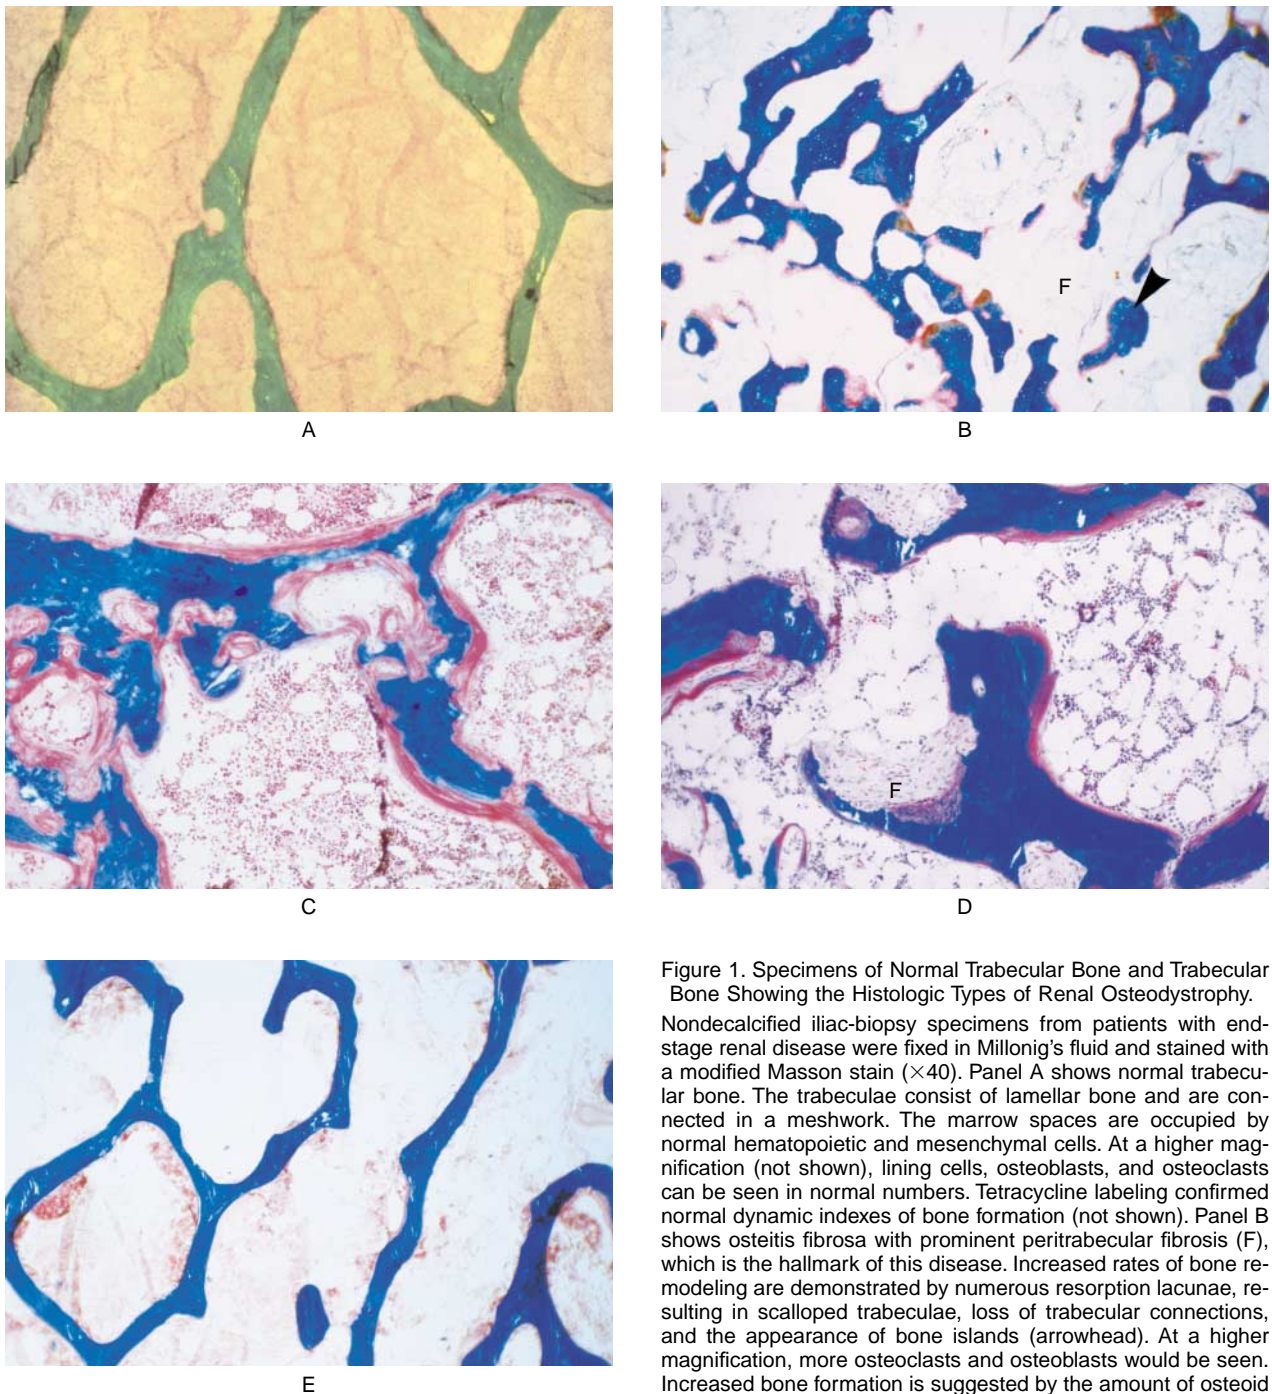 A
B
F
C
D
F
E
Figure 1. Specimens of Normal Trabecular Bone and Trabecular
Bone Showing the Histologic Types of Renal Osteodystrophy.
Nondecalcified iliac-biopsy specimens from patients with end-
stage renal disease were fixed in Millonig's fluid and stained with
a modified Masson stain (×40). Panel A shows normal trabecu-
lar bone. The trabeculae consist of lamellar bone and are con-
nected in a meshwork. The marrow spaces are occupied by
normal hematopoietic and mesenchymal cells. At a higher mag-
nification (not shown), lining cells, osteoblasts, and osteoclasts
can be seen in normal numbers. Tetracycline labeling confirmed
normal dynamic indexes of bone formation (not shown). Panel B
shows osteitis fibrosa with prominent peritrabecular fibrosis (F),
which is the hallmark of this disease. Increased rates of bone re-
modeling are demonstrated by numerous resorption lacunae, re-
sulting in scalloped trabeculae, loss of trabecular connections,
and the appearance of bone islands (arrowhead). At a higher
magnification, more osteoclasts and osteoblasts would be seen.
Increased bone formation is suggested by the amount of osteoid